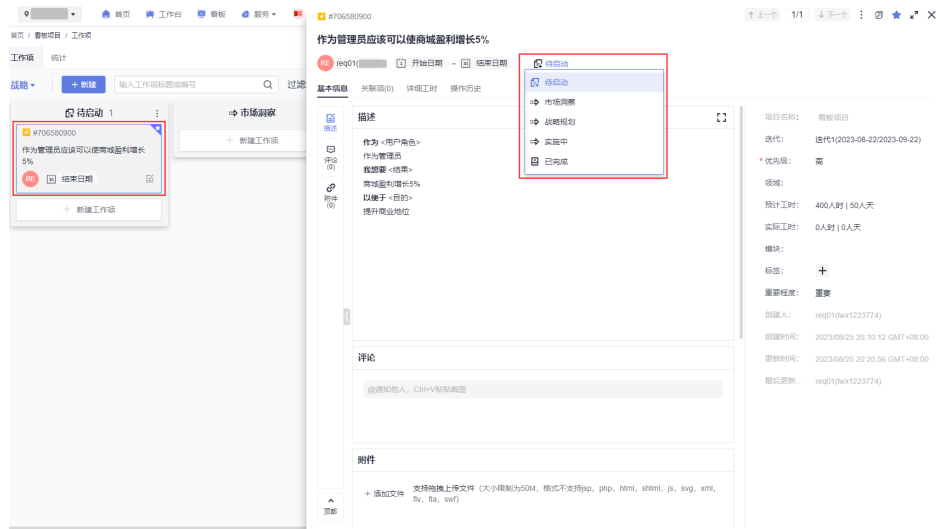 首页
工作台
看板
服务
首页 / 看板项目 / 工作项
工作项
统计
战略
+ 新建
输入工作项标题或编号
过滤
待启动 1
#706580900
作为管理员应该可以使商城盈利增长
5%
RE
结束日期
+ 新建工作项
市场洞察
+ 新建工作项
#706580900
上一个
1/1
下一个
作为管理员应该可以使商城盈利增长5%
RE
req01(
开始日期
-
结束日期
待启动
待启动
市场洞察
战略规划
实施中
已完成
基本信息
关联项(0)
详细工时
操作历史
描述
评论
(0)
附件
(0)
顶部
描述
作为 <用户角色>
作为管理员
我想要 <结果>
商城盈利增长5%
以便于 <目的>
提升商业地位
评论
@通知他人，Ctrl+V粘贴截图
附件
+ 添加文件
支持拖拽上传文件（大小限制为50M，格式不支持jsp，php，html，shtml，js，svg，xml，
flv，fla，swf）
项目名称: 看板项目
迭代: 迭代1(2023-08-22/2023-09-22)
* 优先级: 高
领域:
预计工时: 400人时 | 50人天
实际工时: 0人时 | 0人天
模块:
标签: +
重要程度: 重要
创建人: req01(lwx1223774)
创建时间: 2023/08/25 20:10:12 GMT+08:00
更新时间: 2023/08/25 20:20:56 GMT+08:00
最后更新... req01(lwx1223774)